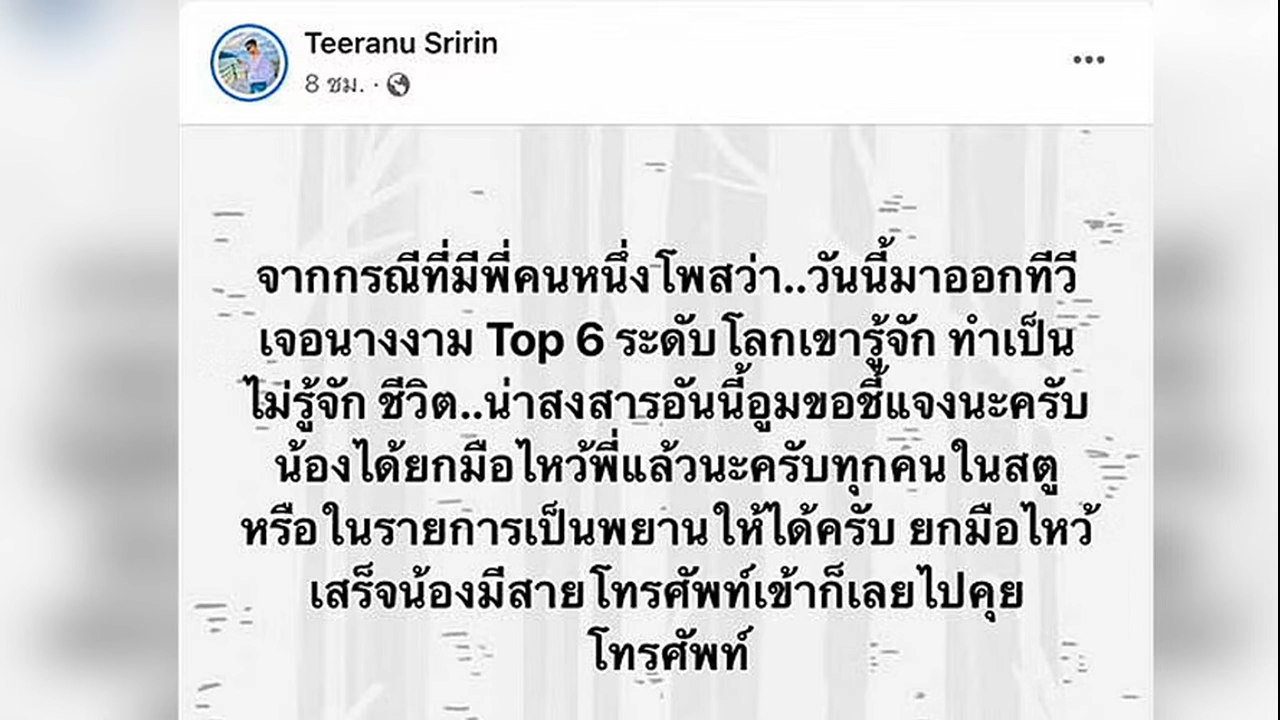 Teeranu Sririn
8 ชม. ·
จากกรณีที่มีพี่คนหนึ่งโพสว่า..วันนี้มาออกทีวี
เจอนางงาม Top 6 ระดับโลกเขารู้จัก ทำเป็น
ไม่รู้จัก ชีวิต..น่าสงสารอันนี้อูมขอชี้แจงนะครับ
น้องได้ยกมือไหว้พี่แล้วนะครับทุกคนในสตู
หรือในรายการเป็นพยานให้ได้ครับ ยกมือไหว้
เสร็จน้องมีสายโทรศัพท์เข้าก็เลยไปคุย
โทรศัพท์